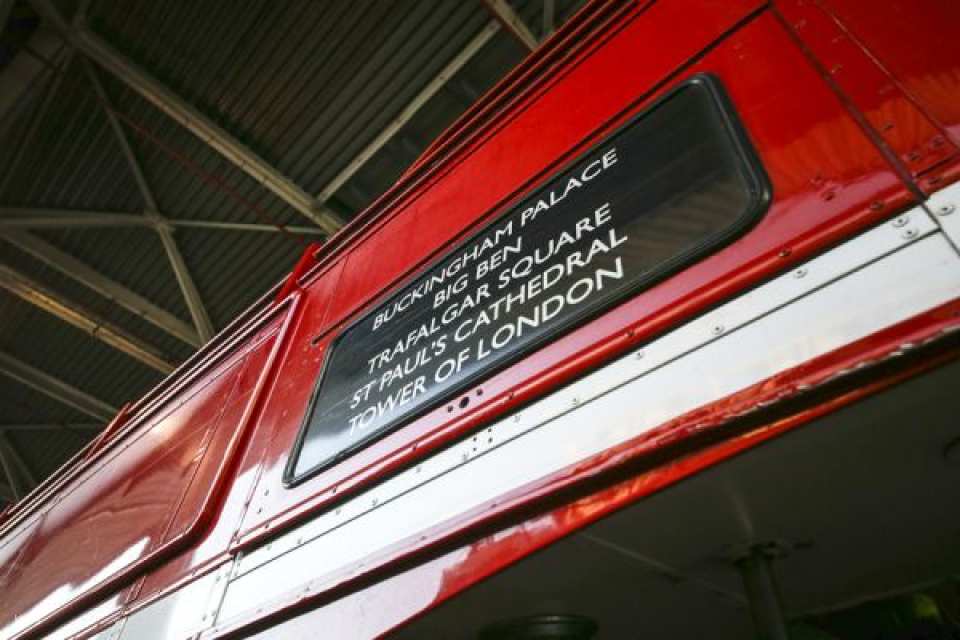 BUCKINGHAM PALACE
BIG BEN
TRAFALGAR SQUARE
ST PAUL'S CATHEDRAL
TOWER OF LONDON